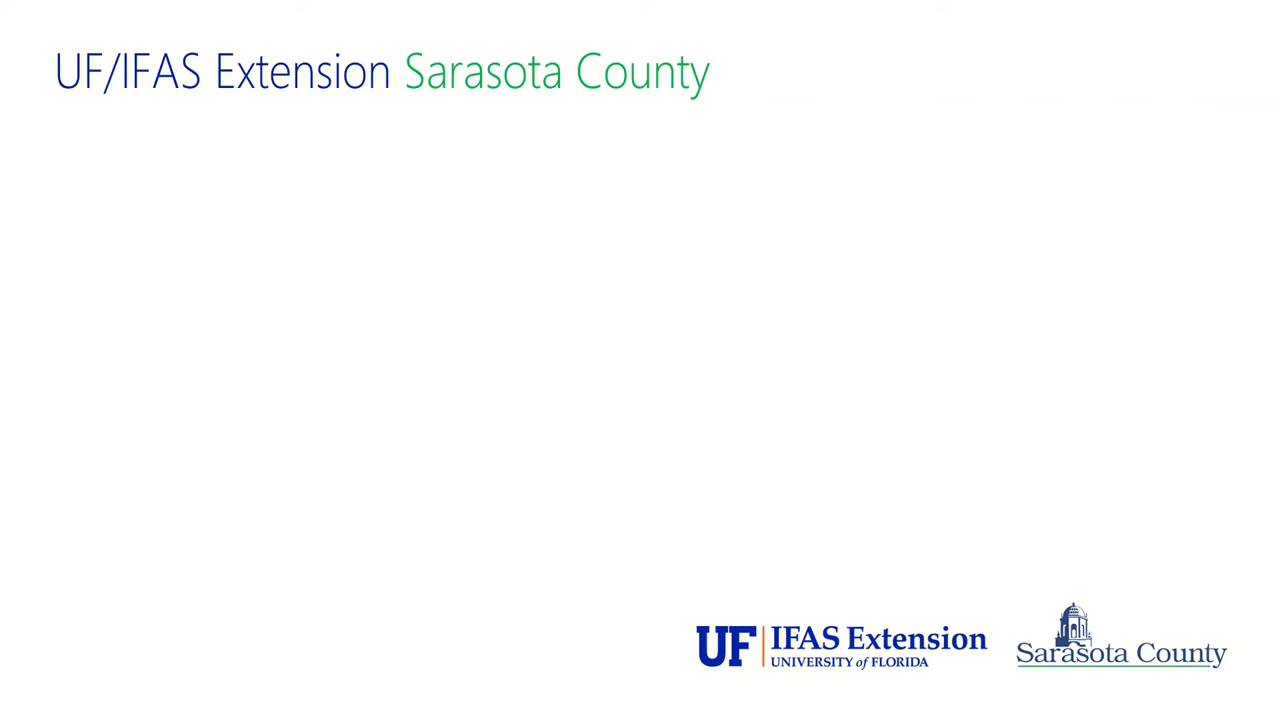 UF/IFAS Extension Sarasota County
UF IFAS Extension
UNIVERSITY of FLORIDA
Sarasota County